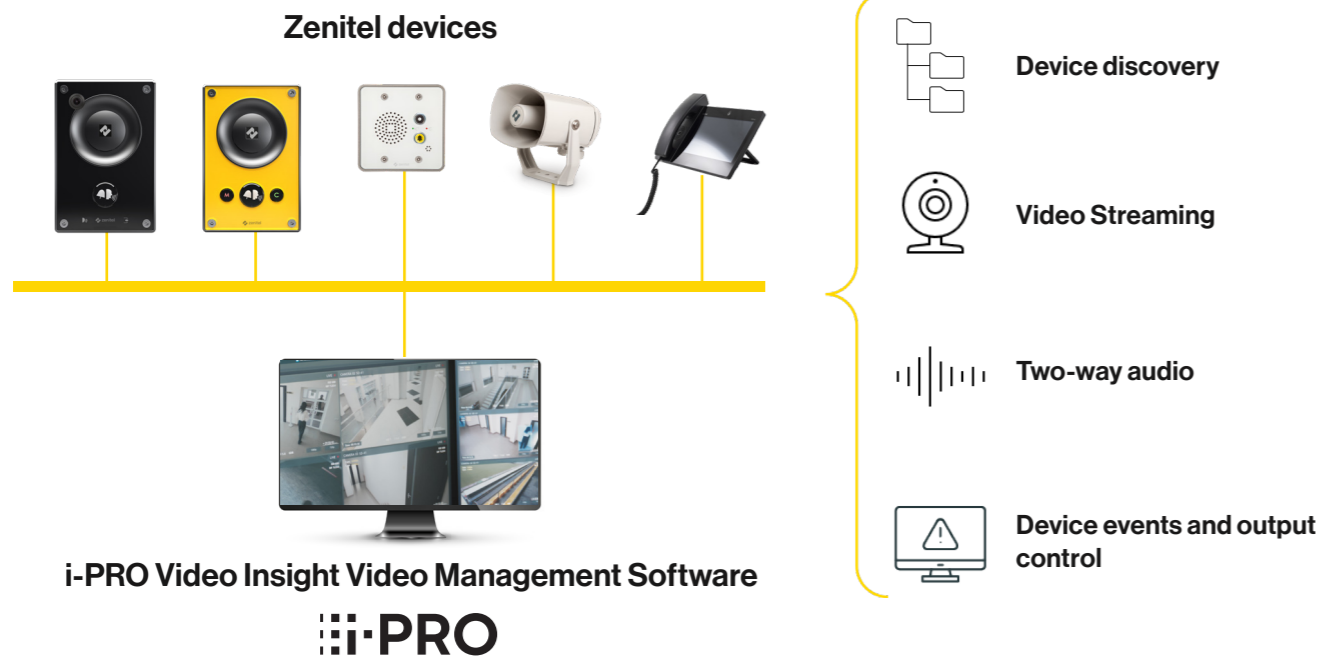 Zenitel devices
Device discovery
Video Streaming
Two-way audio
Device events and output
control
M
C
i-PRO Video Insight Video Management Software
i-PRO